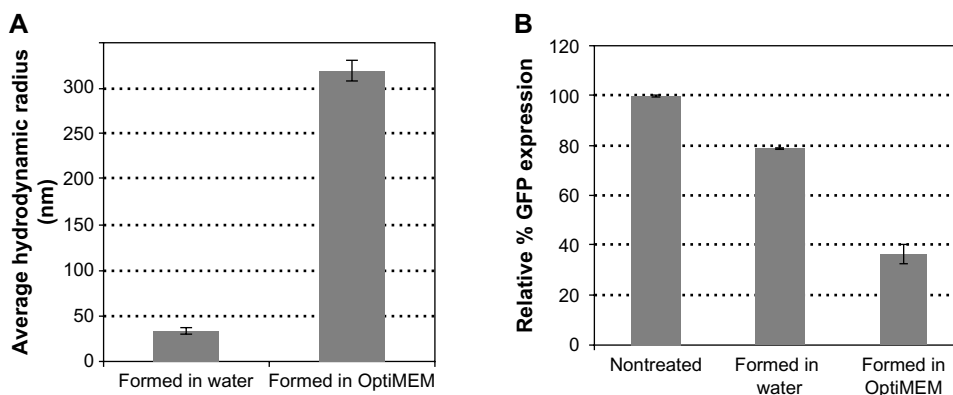 A
Average hydrodynamic radius
(nm)
300
250
200
150
100
50
0
Formed in water
Formed in OptiMEM
B
Relative % GFP expression
120
100
80
60
40
20
0
Nontreated
Formed in
water
Formed in
OptiMEM